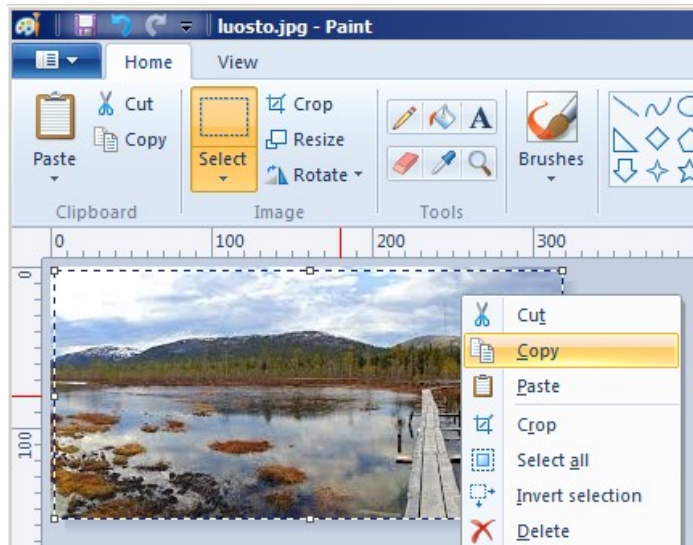 luosto.jpg - Paint
Home View
Cut
Copy
Paste
Clipboard
Select
Crop
Resize
Rotate
Image
A
Tools
Brushes
0 100 200 300
0
100
Cut
Copy
Paste
Crop
Select all
Invert selection
Delete